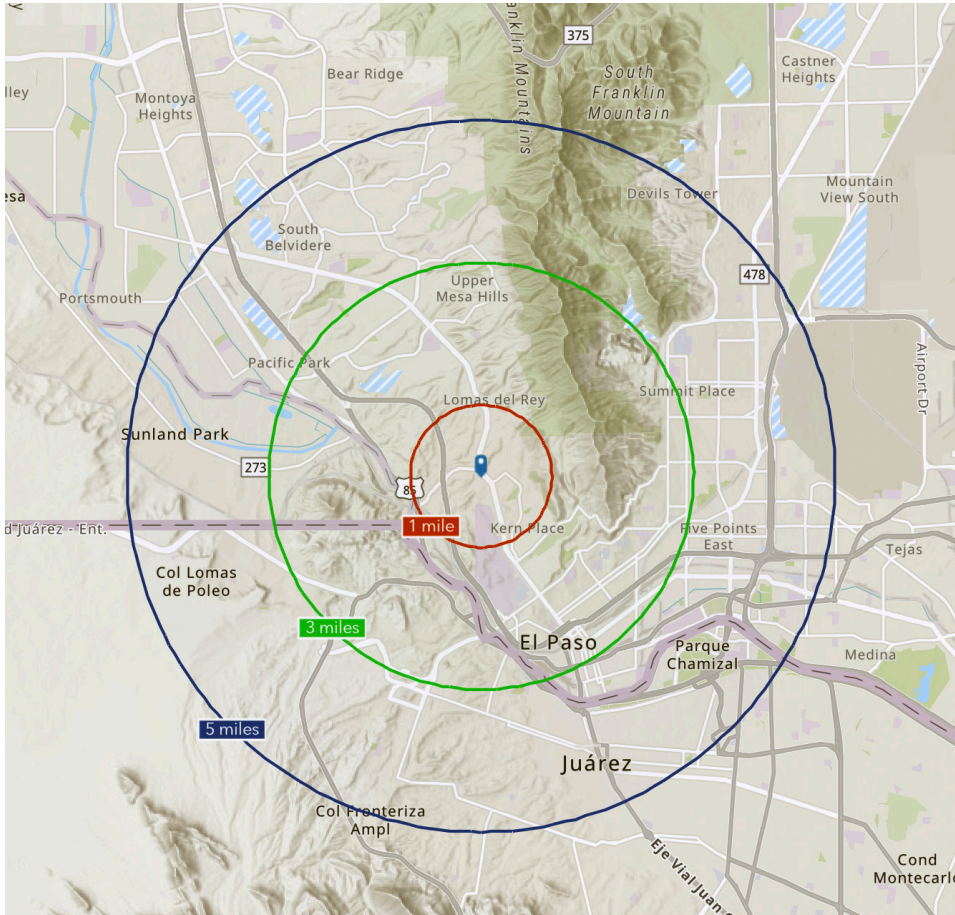 375
Franklin Mountains
South
Franklin
Mountain
Castner
Heights
Bear Ridge
Montoya
Heights
Mountain
View South
Devils Tower
South
Belvidere
478
Upper
Mesa Hills
Portsmouth
Airport Dr
Pacific Park
Summit Place
Lomas del Rey
Sunland Park
273
85
1 mile
Kern Place
Five Points
East
d Juárez - Ent.
Tejas
Col Lomas
de Poleo
3 miles
El Paso
Parque
Chamizal
Medina
5 miles
Juárez
Col Fronteriza
Ampl
Eje Vial Juan
Cond
Montecarlo